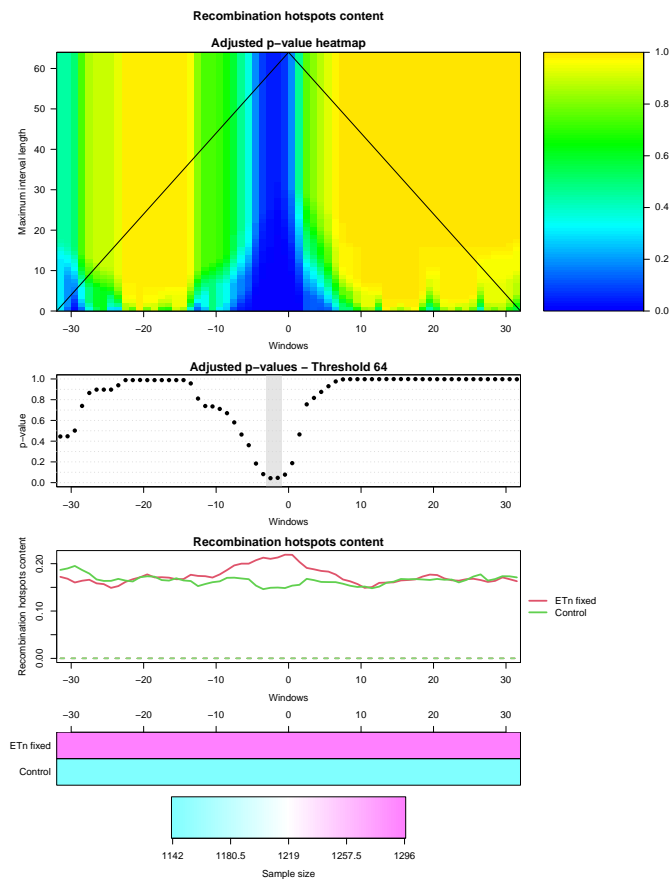 Recombination hotspots content
Adjusted p−value heatmap
Maximum interval length
60
50
40
30
20
10
0
−30 −20 −10 0 10 20 30
Windows
1.0
0.8
0.6
0.4
0.2
0.0
Adjusted p−values − Threshold 64
p−value
1.0
0.8
0.6
0.4
0.2
0.0
−30 −20 −10 0 10 20 30
Windows
Recombination hotspots content
Recombination hotspots content
0.20
0.10
0.00
−30 −20 −10 0 10 20 30
Windows
ETn fixed
Control
−30 −20 −10 0 10 20 30
ETn fixed
Control
1142 1180.5 1219 1257.5 1296
Sample size